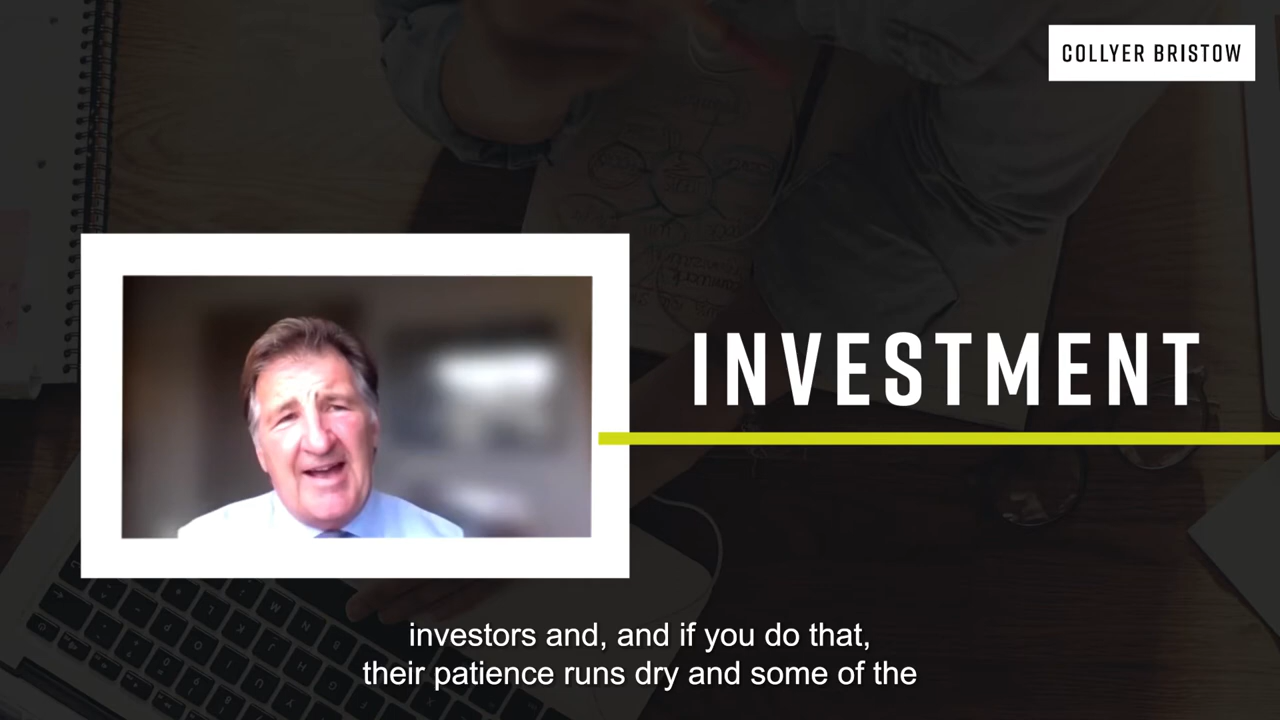 COLLYER BRISTOW
INVESTMENT
investors and, and if you do that,
their patience runs dry and some of the